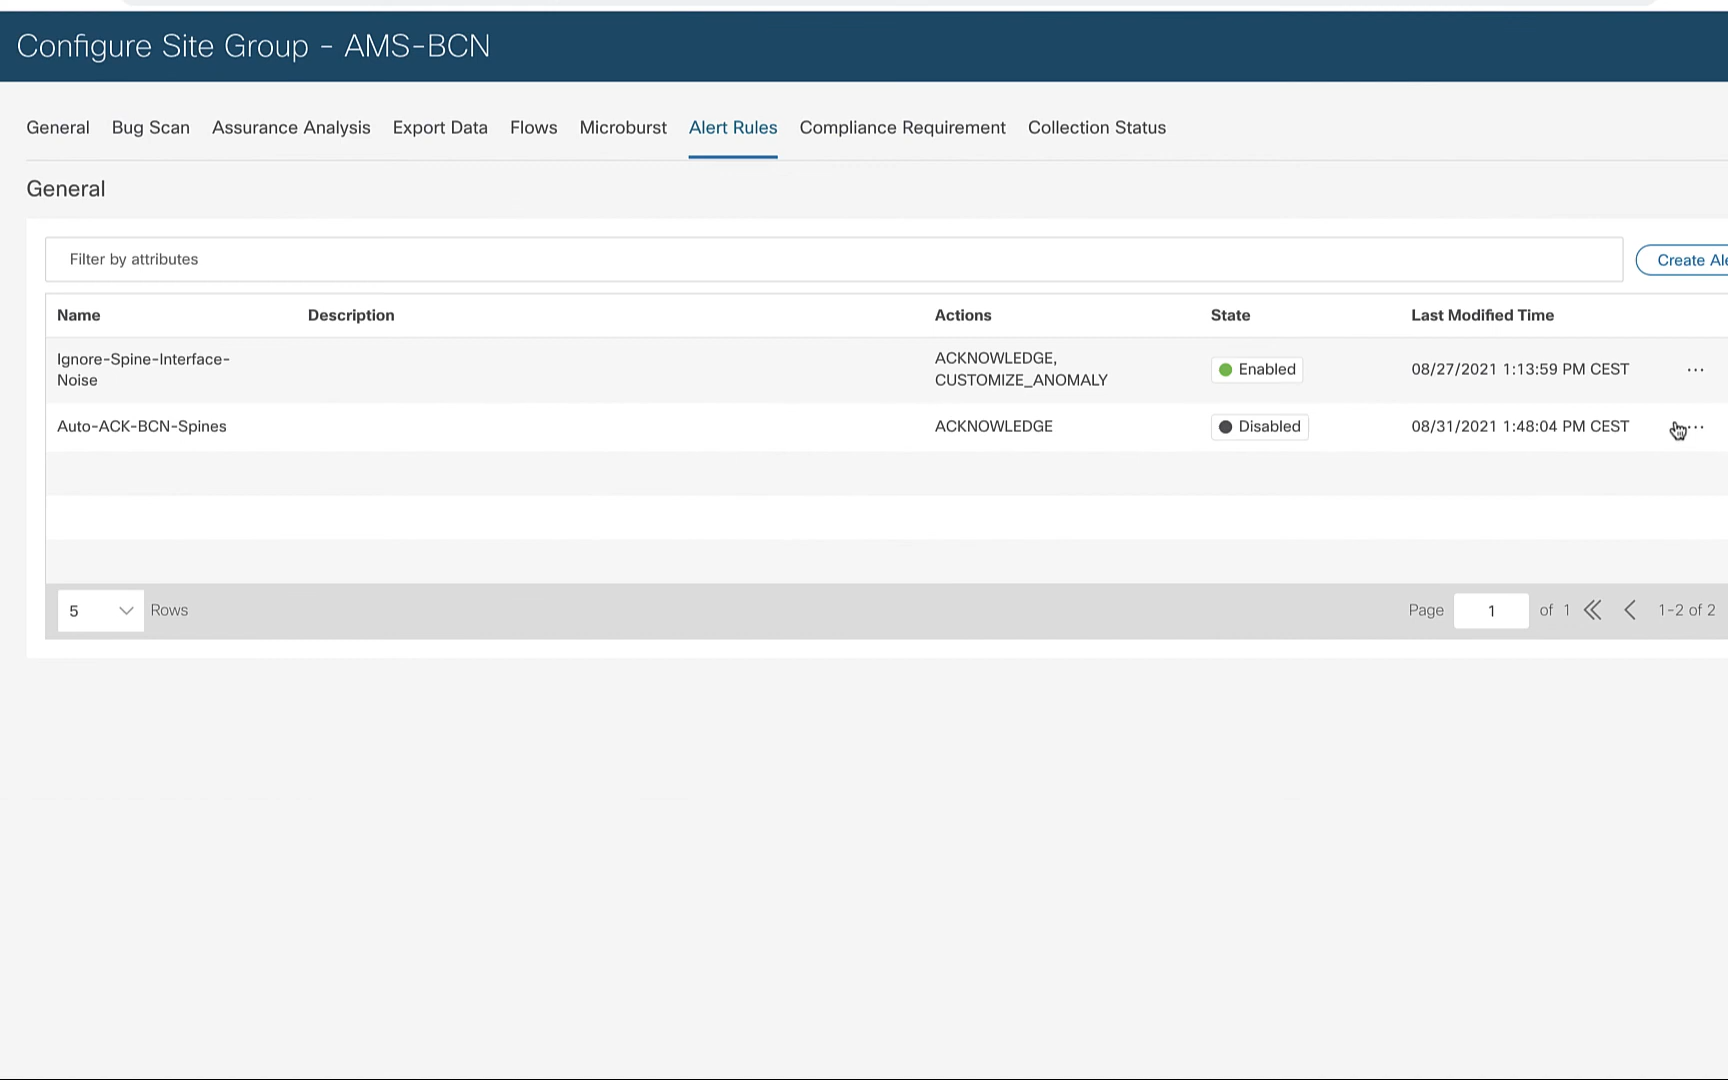 Configure Site Group - AMS-BCN
General Bug Scan Assurance Analysis Export Data Flows Microburst Alert Rules Compliance Requirement Collection Status
General
Filter by attributes
Create Ale
Name Description Actions State Last Modified Time
Ignore-Spine-Interface-
Noise
ACKNOWLEDGE,
CUSTOMIZE_ANOMALY
Enabled
08/27/2021 1:13:59 PM CEST
Auto-ACK-BCN-Spines ACKNOWLEDGE Disabled 08/31/2021 1:48:04 PM CEST
5 Rows Page 1 of 1 1-2 of 2